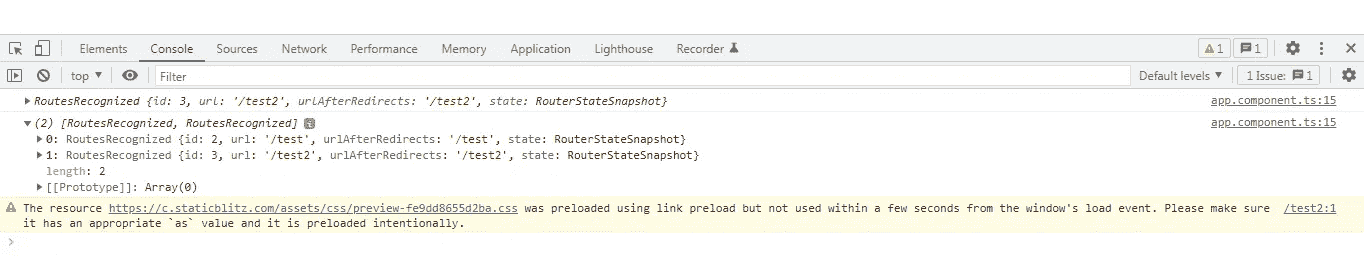 Elements Console Sources Network Performance Memory Application Lighthouse Recorder 1 1
top Filter Default levels 1 Issue: 1
RoutesRecognized {id: 3, url: '/test2', urlAfterRedirects: '/test2', state: RouterStateSnapshot} app.component.ts:15
(2) [RoutesRecognized, RoutesRecognized] i app.component.ts:15
0: RoutesRecognized {id: 2, url: '/test', urlAfterRedirects: '/test', state: RouterStateSnapshot}
1: RoutesRecognized {id: 3, url: '/test2', urlAfterRedirects: '/test2', state: RouterStateSnapshot}
length: 2
[[Prototype]]: Array(0)
The resource https://c.staticblitz.com/assets/css/preview-fe9dd8655d2ba.css was preloaded using link preload but not used within a few seconds from the window's load event. Please make sure /test2:1
it has an appropriate `as` value and it is preloaded intentionally.